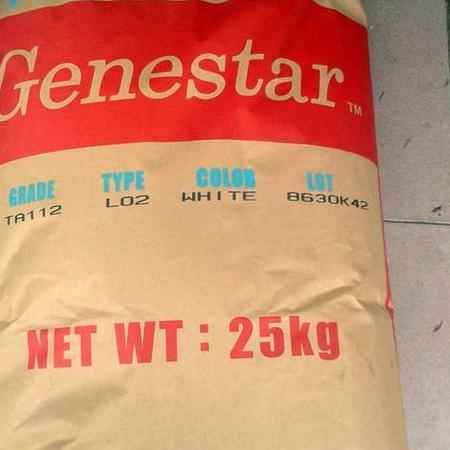 Genestar™
GRADE TYPE COLOR LOT
TA112 L02 WHITE 8630K42
NET WT : 25kg